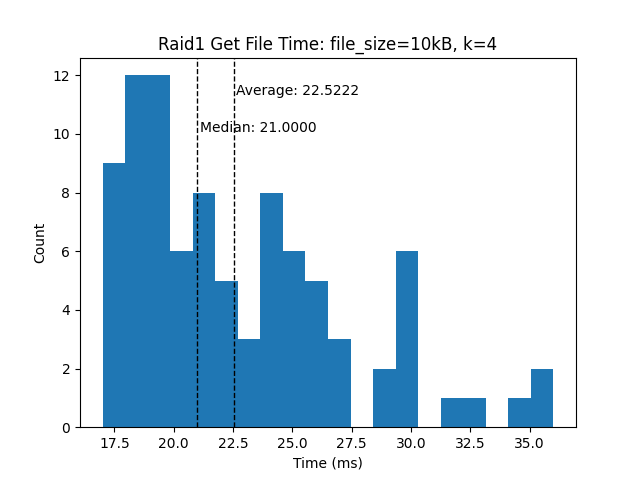 Raid1 Get File Time: file_size=10kB, k=4
12
Average: 22.5222
Median: 21.0000
10
8
6
4
2
0
Count
17.5 20.0 22.5 25.0 27.5 30.0 32.5 35.0
Time (ms)